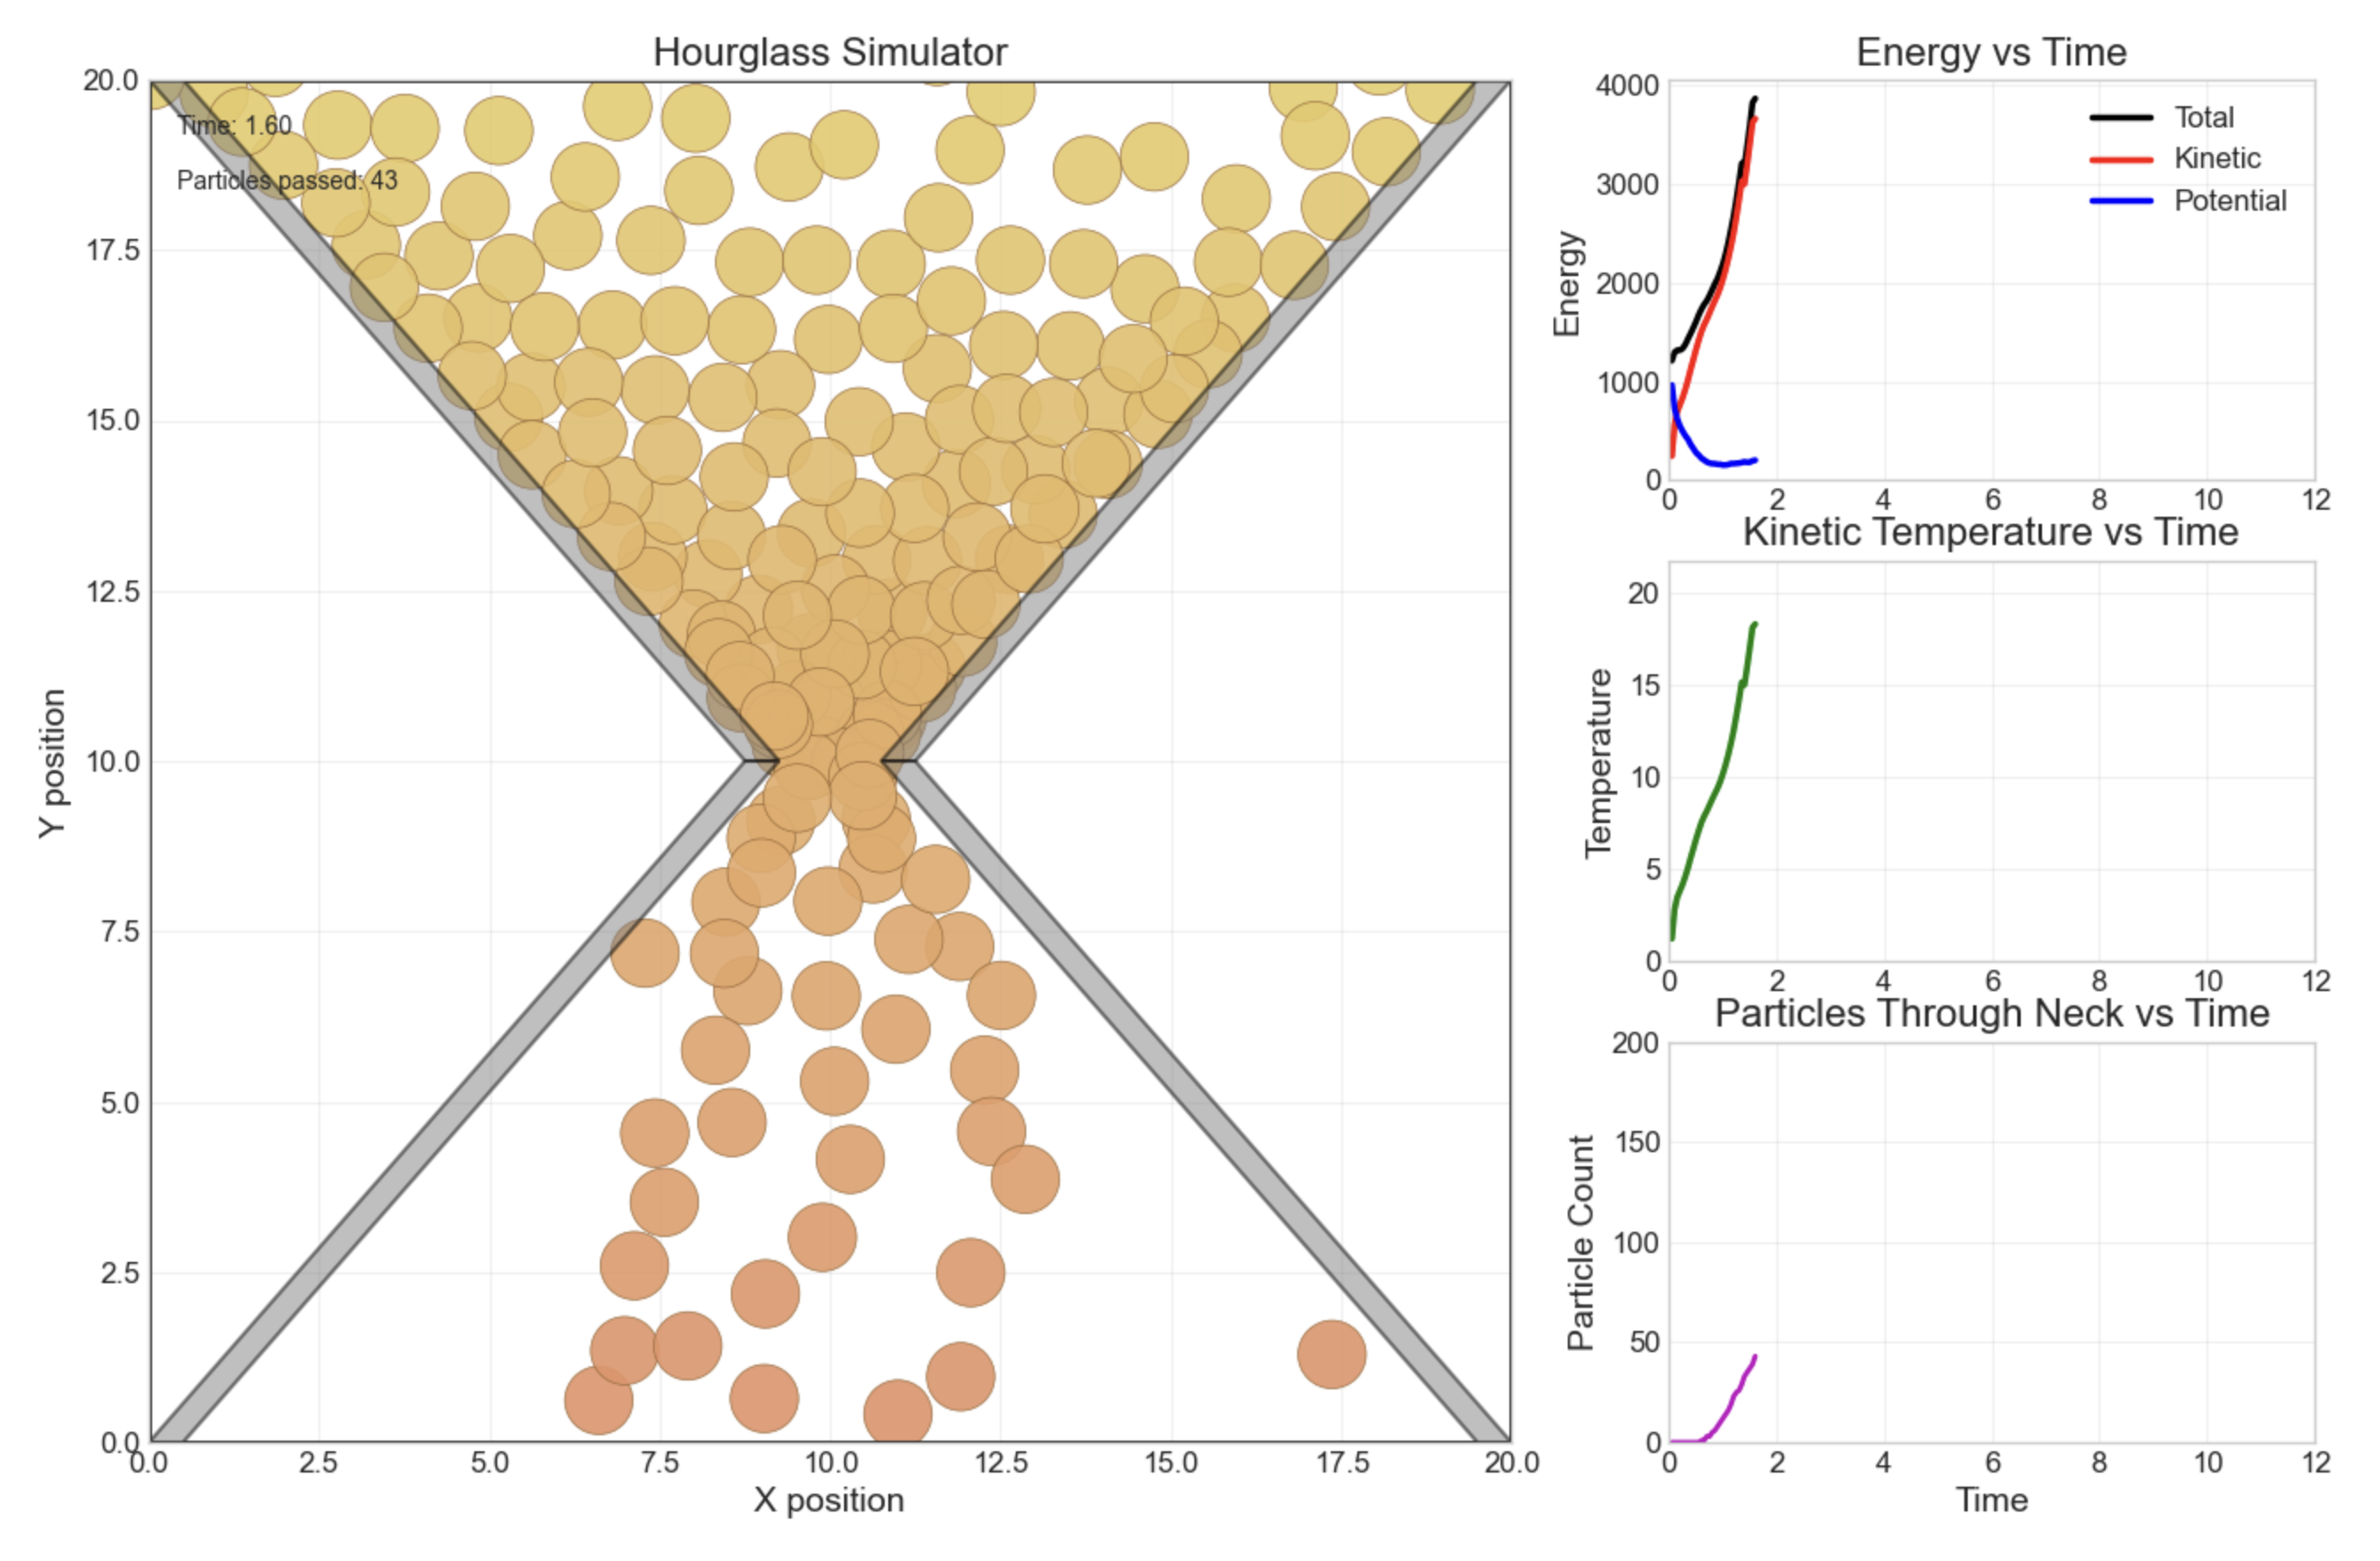 Hourglass Simulator
20.0
17.5
15.0
12.5
10.0
7.5
5.0
2.5
0.0
Y position
Time: 1.60
Particles passed: 43
0.0 2.5 5.0 7.5 10.0 12.5 15.0 17.5 20.0
X position
Energy vs Time
4000
3000
2000
1000
0
Energy
Total
Kinetic
Potential
0 2 4 6 8 10 12
Kinetic Temperature vs Time
20
15
10
5
0
Temperature
0 2 4 6 8 10 12
Particles Through Neck vs Time
200
150
100
50
0
Particle Count
0 2 4 6 8 10 12
Time